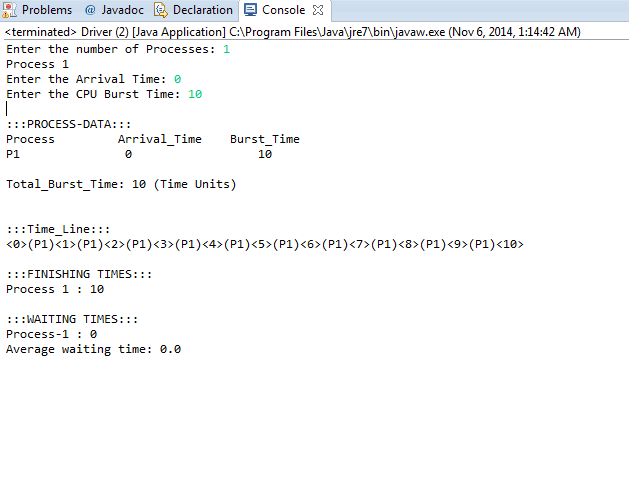 Problems @ Javadoc Declaration Console
<terminated> Driver (2) [Java Application] C:\Program Files\Java\jre7\bin\javaw.exe (Nov 6, 2014, 1:14:42 AM)
Enter the number of Processes: 1
Process 1
Enter the Arrival Time: 0
Enter the CPU Burst Time: 10
:::PROCESS-DATA:::
Process Arrival_Time Burst_Time
P1 0 10
Total_Burst_Time: 10 (Time Units)
:::Time_Line:::
<0>(P1)<1>(P1)<2>(P1)<3>(P1)<4>(P1)<5>(P1)<6>(P1)<7>(P1)<8>(P1)<9>(P1)<10>
:::FINISHING TIMES:::
Process 1 : 10
:::WAITING TIMES:::
Process-1 : 0
Average waiting time: 0.0